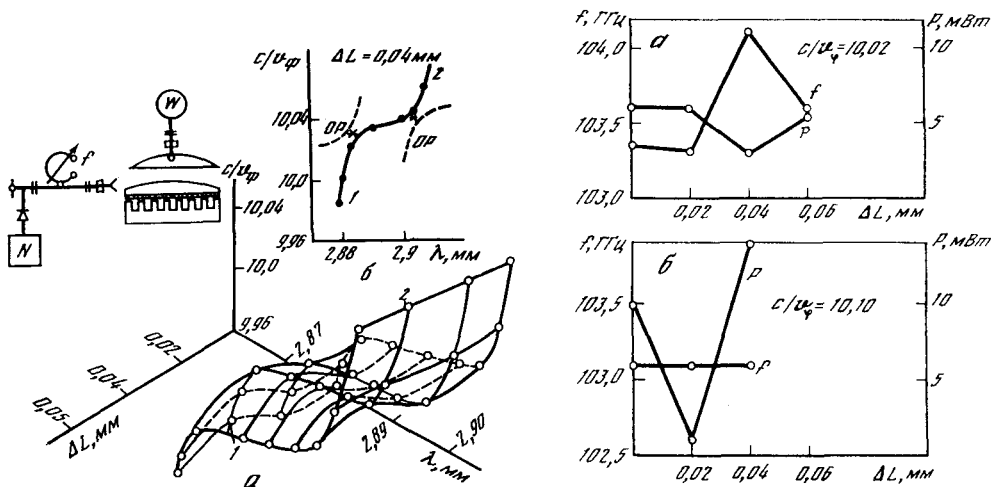 W
f
N
c/vφ
10,04
10,0
9,96
0,02
0,04
0,05
ΔL, мм
2,87
2,89
2,90
λ, мм
1
2
а
c/vφ
ΔL = 0,04 мм
10,04
10,0
9,96
ОР
ОР
1
2
2,88
2,9
λ, мм
б
f, ГГц
P, мВт
а
c/vφ = 10,02
104,0
103,5
103,0
10
5
f
p
0,02
0,04
0,06
ΔL, мм
f, ГГц
P, мВт
б
c/vφ = 10,10
103,5
103,0
102,5
10
5
p
f
0,02
0,04
0,06
ΔL, мм